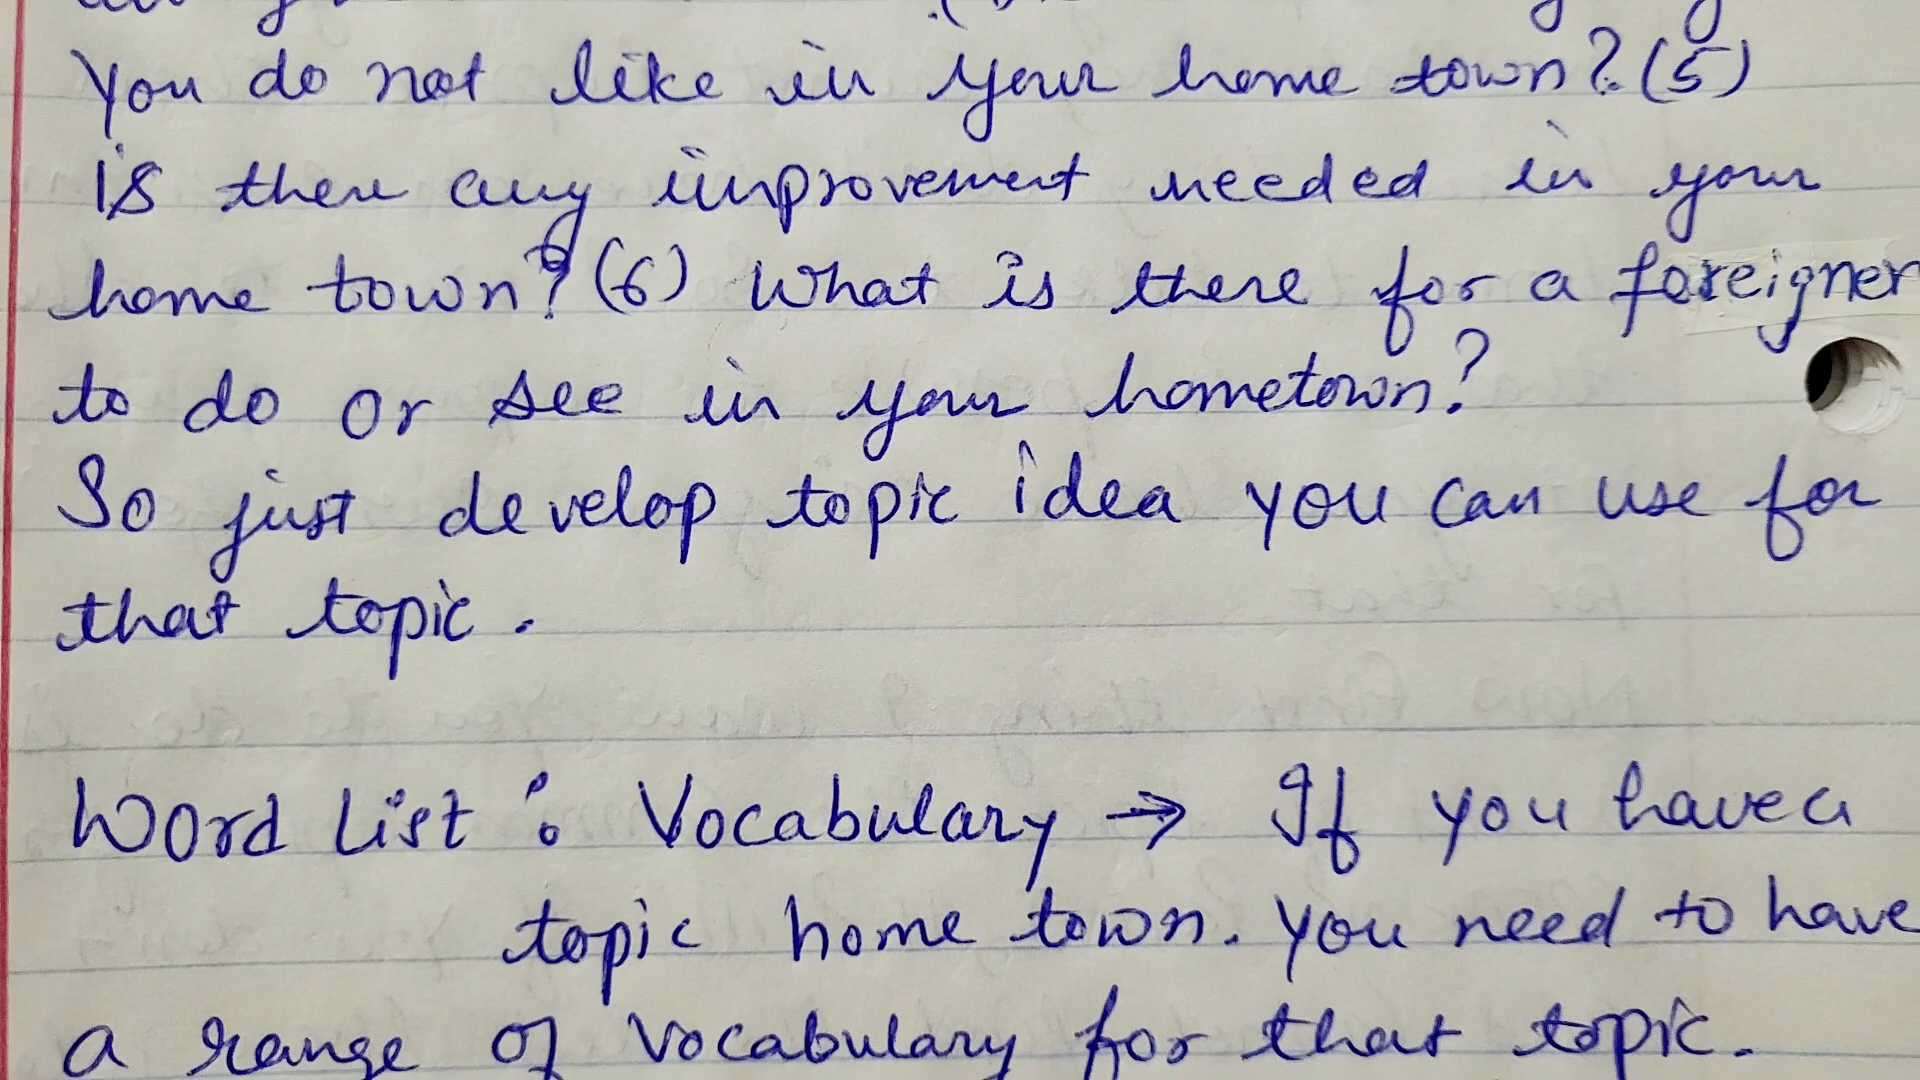 You do not like in your home town? (5)
is there any improvement needed in your
home town? (6) What is there for a foreigner
to do or see in your hometown?
So just develop topic idea you can use for
that topic.
Word List : Vocabulary → If you have a
topic home town. You need to have
a range of vocabulary for that topic.